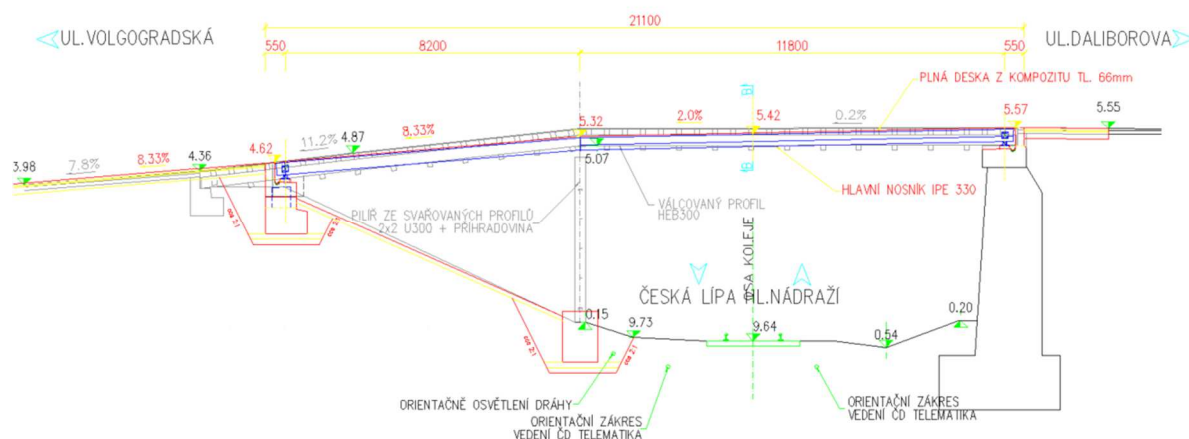 21100
UL.VOLGOGRADSKÁ
550
8200
11800
550
UL.DALIBOROVA
PLNÁ DESKA Z KOMPOZITU TL. 66mm
B1
3.98
7.8%
8.33%
4.36
4.62
11.2%
4.87
8.33%
5.32
2.0%
5.42
0.2%
5.57
5.55
5.07
HLAVNÍ NOSNÍK IPE 330
VÁLCOVANÝ PROFIL
HEB300
PILÍŘ ZE SVAŘOVANÝCH PROFILŮ
2x2 U300 + PŘÍHRADOVINA
OSA KOLEJE
ČESKÁ LÍPA HL.NÁDRAŽÍ
0.15
9.73
9.64
0.54
0.20
ORIENTAČNĚ OSVĚTLENÍ DRÁHY
ORIENTAČNÍ ZÁKRES
VEDENÍ ČD TELEMATIKA
ORIENTAČNÍ ZÁKRES
VEDENÍ ČD TELEMATIKA